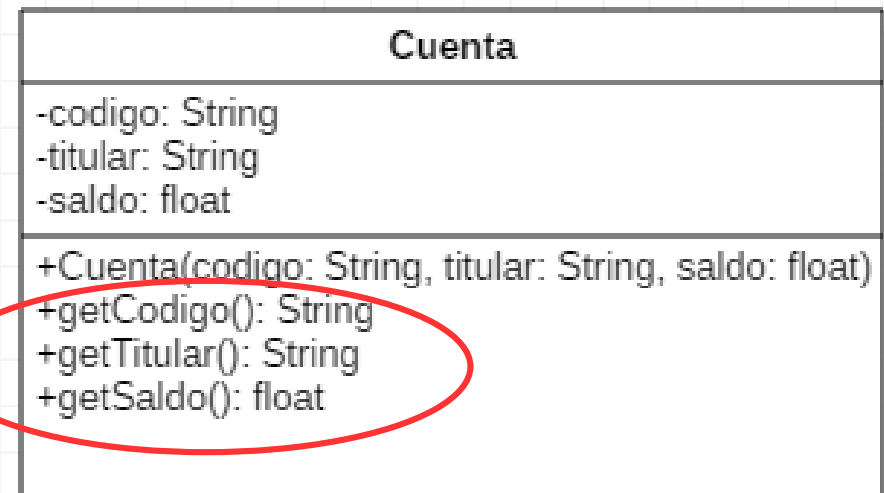 Cuenta
-codigo: String
-titular: String
-saldo: float
+Cuenta(codigo: String, titular: String, saldo: float)
+getCodigo(): String
+getTitular(): String
+getSaldo(): float